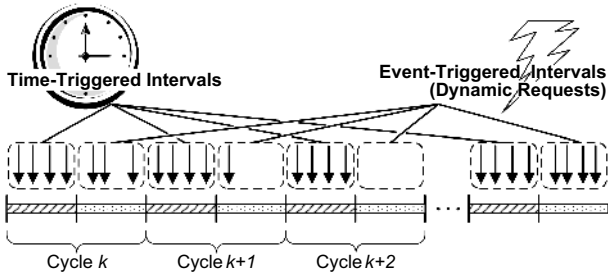 Time-Triggered Intervals
Event-Triggered Intervals
(Dynamic Requests)
. . .
Cycle k
Cycle k+1
Cycle k+2